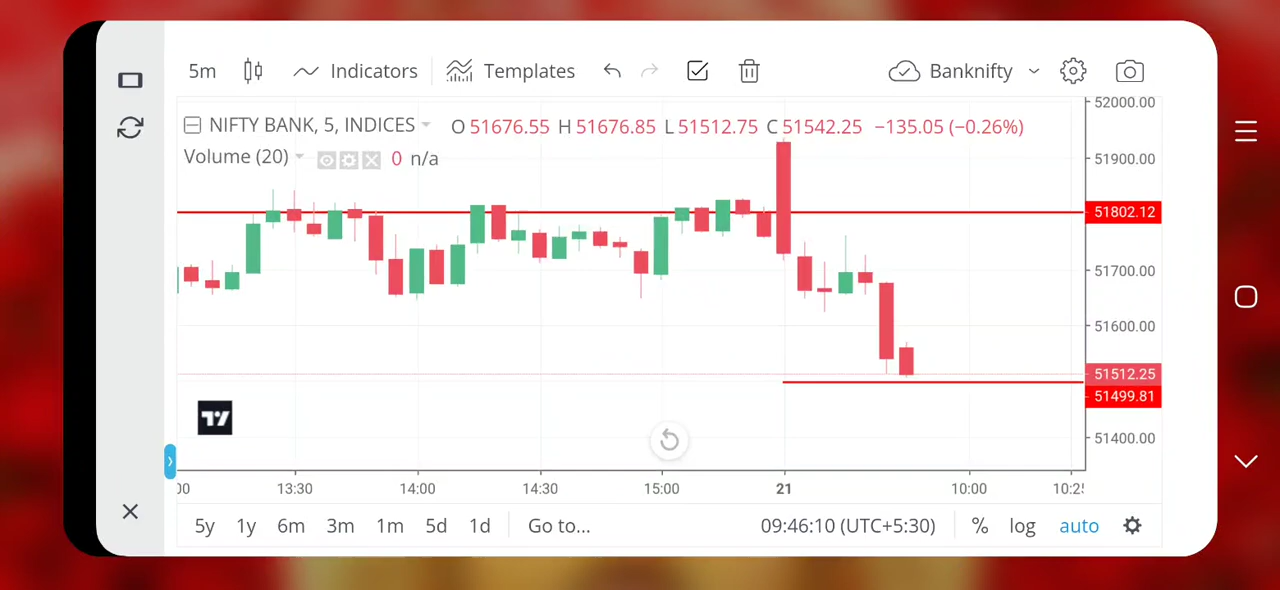 5m Indicators Templates Banknifty
NIFTY BANK, 5, INDICES O 51676.55 H 51676.85 L 51512.75 C 51542.25 −135.05 (−0.26%)
Volume (20) 0 n/a
52000.00
51900.00
51802.12
51700.00
51600.00
51512.25
51499.81
51400.00
13:30 14:00 14:30 15:00 21 10:00
5y 1y 6m 3m 1m 5d 1d Go to... 09:46:10 (UTC+5:30) % log auto